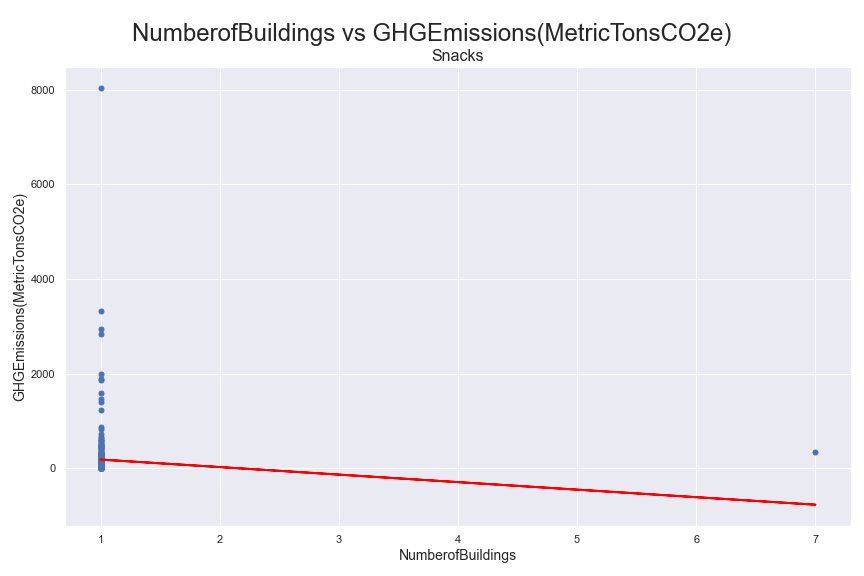 NumberofBuildings vs GHGEmissions(MetricTonsCO2e)
Snacks
GHGEmissions(MetricTonsCO2e)
8000
6000
4000
2000
0
1 2 3 4 5 6 7
NumberofBuildings